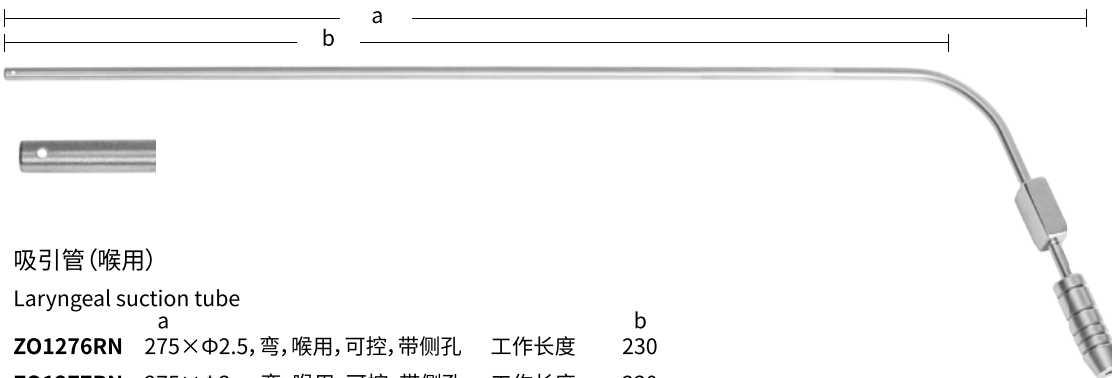 a
b
吸引管（喉用）
Laryngeal suction tube
a b
ZO1276RN 275×Φ2.5，弯，喉用，可控，带侧孔 工作长度 230